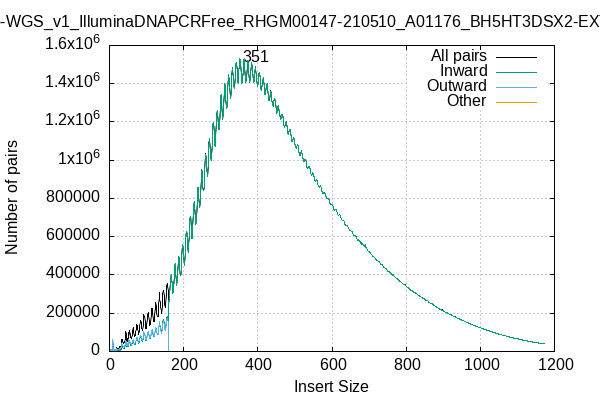 -WGS_v1_IlluminaDNAPCRFree_RHGM00147-210510_A01176_BH5HT3DSX2-EX
1.6x10^6
1.4x10^6
1.2x10^6
1x10^6
800000
600000
400000
200000
0
Number of pairs
351
All pairs
Inward
Outward
Other
0 200 400 600 800 1000 1200
Insert Size